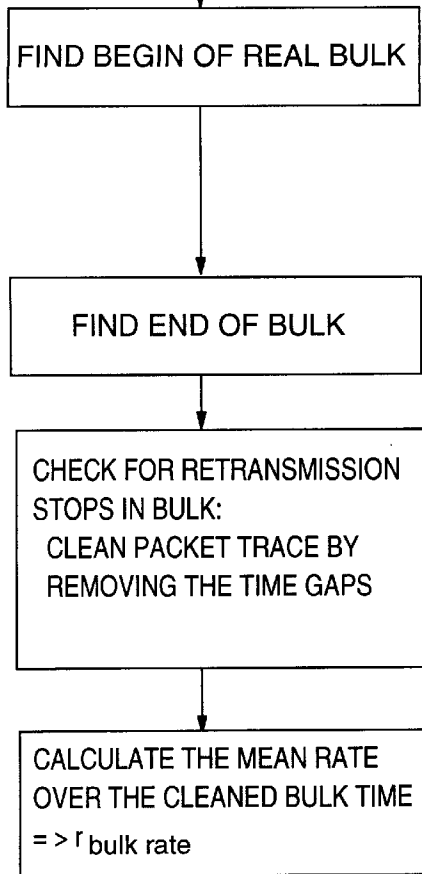 FIND BEGIN OF REAL BULK
FIND END OF BULK
CHECK FOR RETRANSMISSION
STOPS IN BULK:
CLEAN PACKET TRACE BY
REMOVING THE TIME GAPS
CALCULATE THE MEAN RATE
OVER THE CLEANED BULK TIME
= > r bulk rate